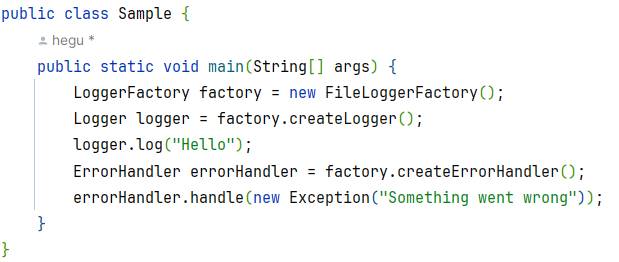 public class Sample {
hegu *
public static void main(String[] args) {
LoggerFactory factory = new FileLoggerFactory();
Logger logger = factory.createLogger();
logger.log("Hello");
ErrorHandler errorHandler = factory.createErrorHandler();
errorHandler.handle(new Exception("Something went wrong"));
}
}